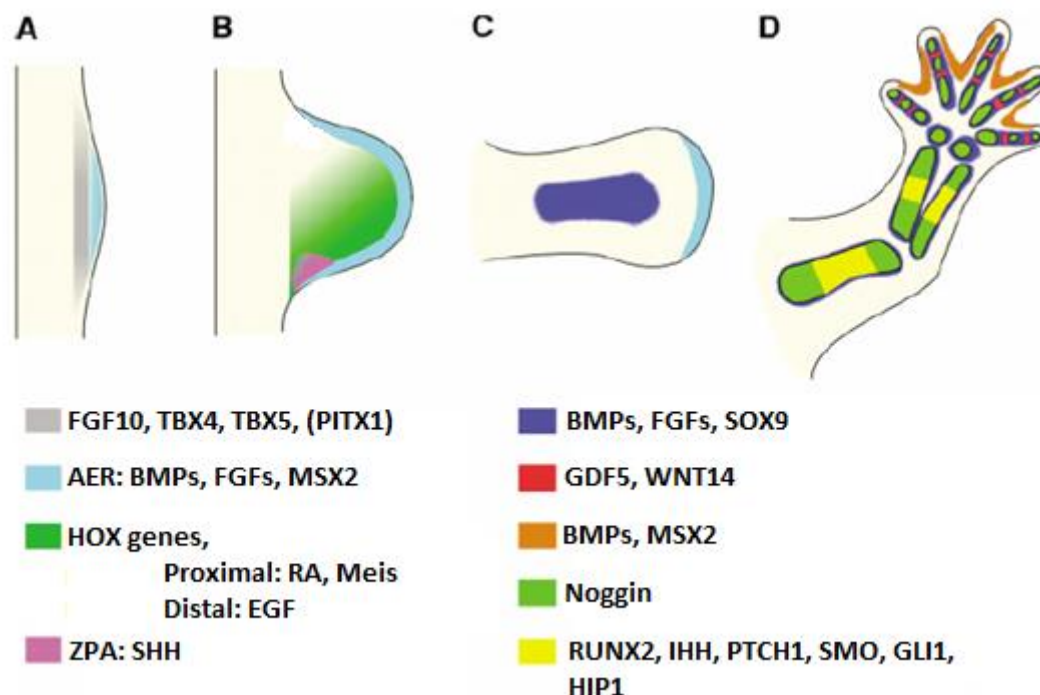 A
B
C
D
FGF10, TBX4, TBX5, (PITX1)
AER: BMPs, FGFs, MSX2
HOX genes,
Proximal: RA, Meis
Distal: EGF
ZPA: SHH
BMPs, FGFs, SOX9
GDF5, WNT14
BMPs, MSX2
Noggin
RUNX2, IHH, PTCH1, SMO, GLI1,
HIP1